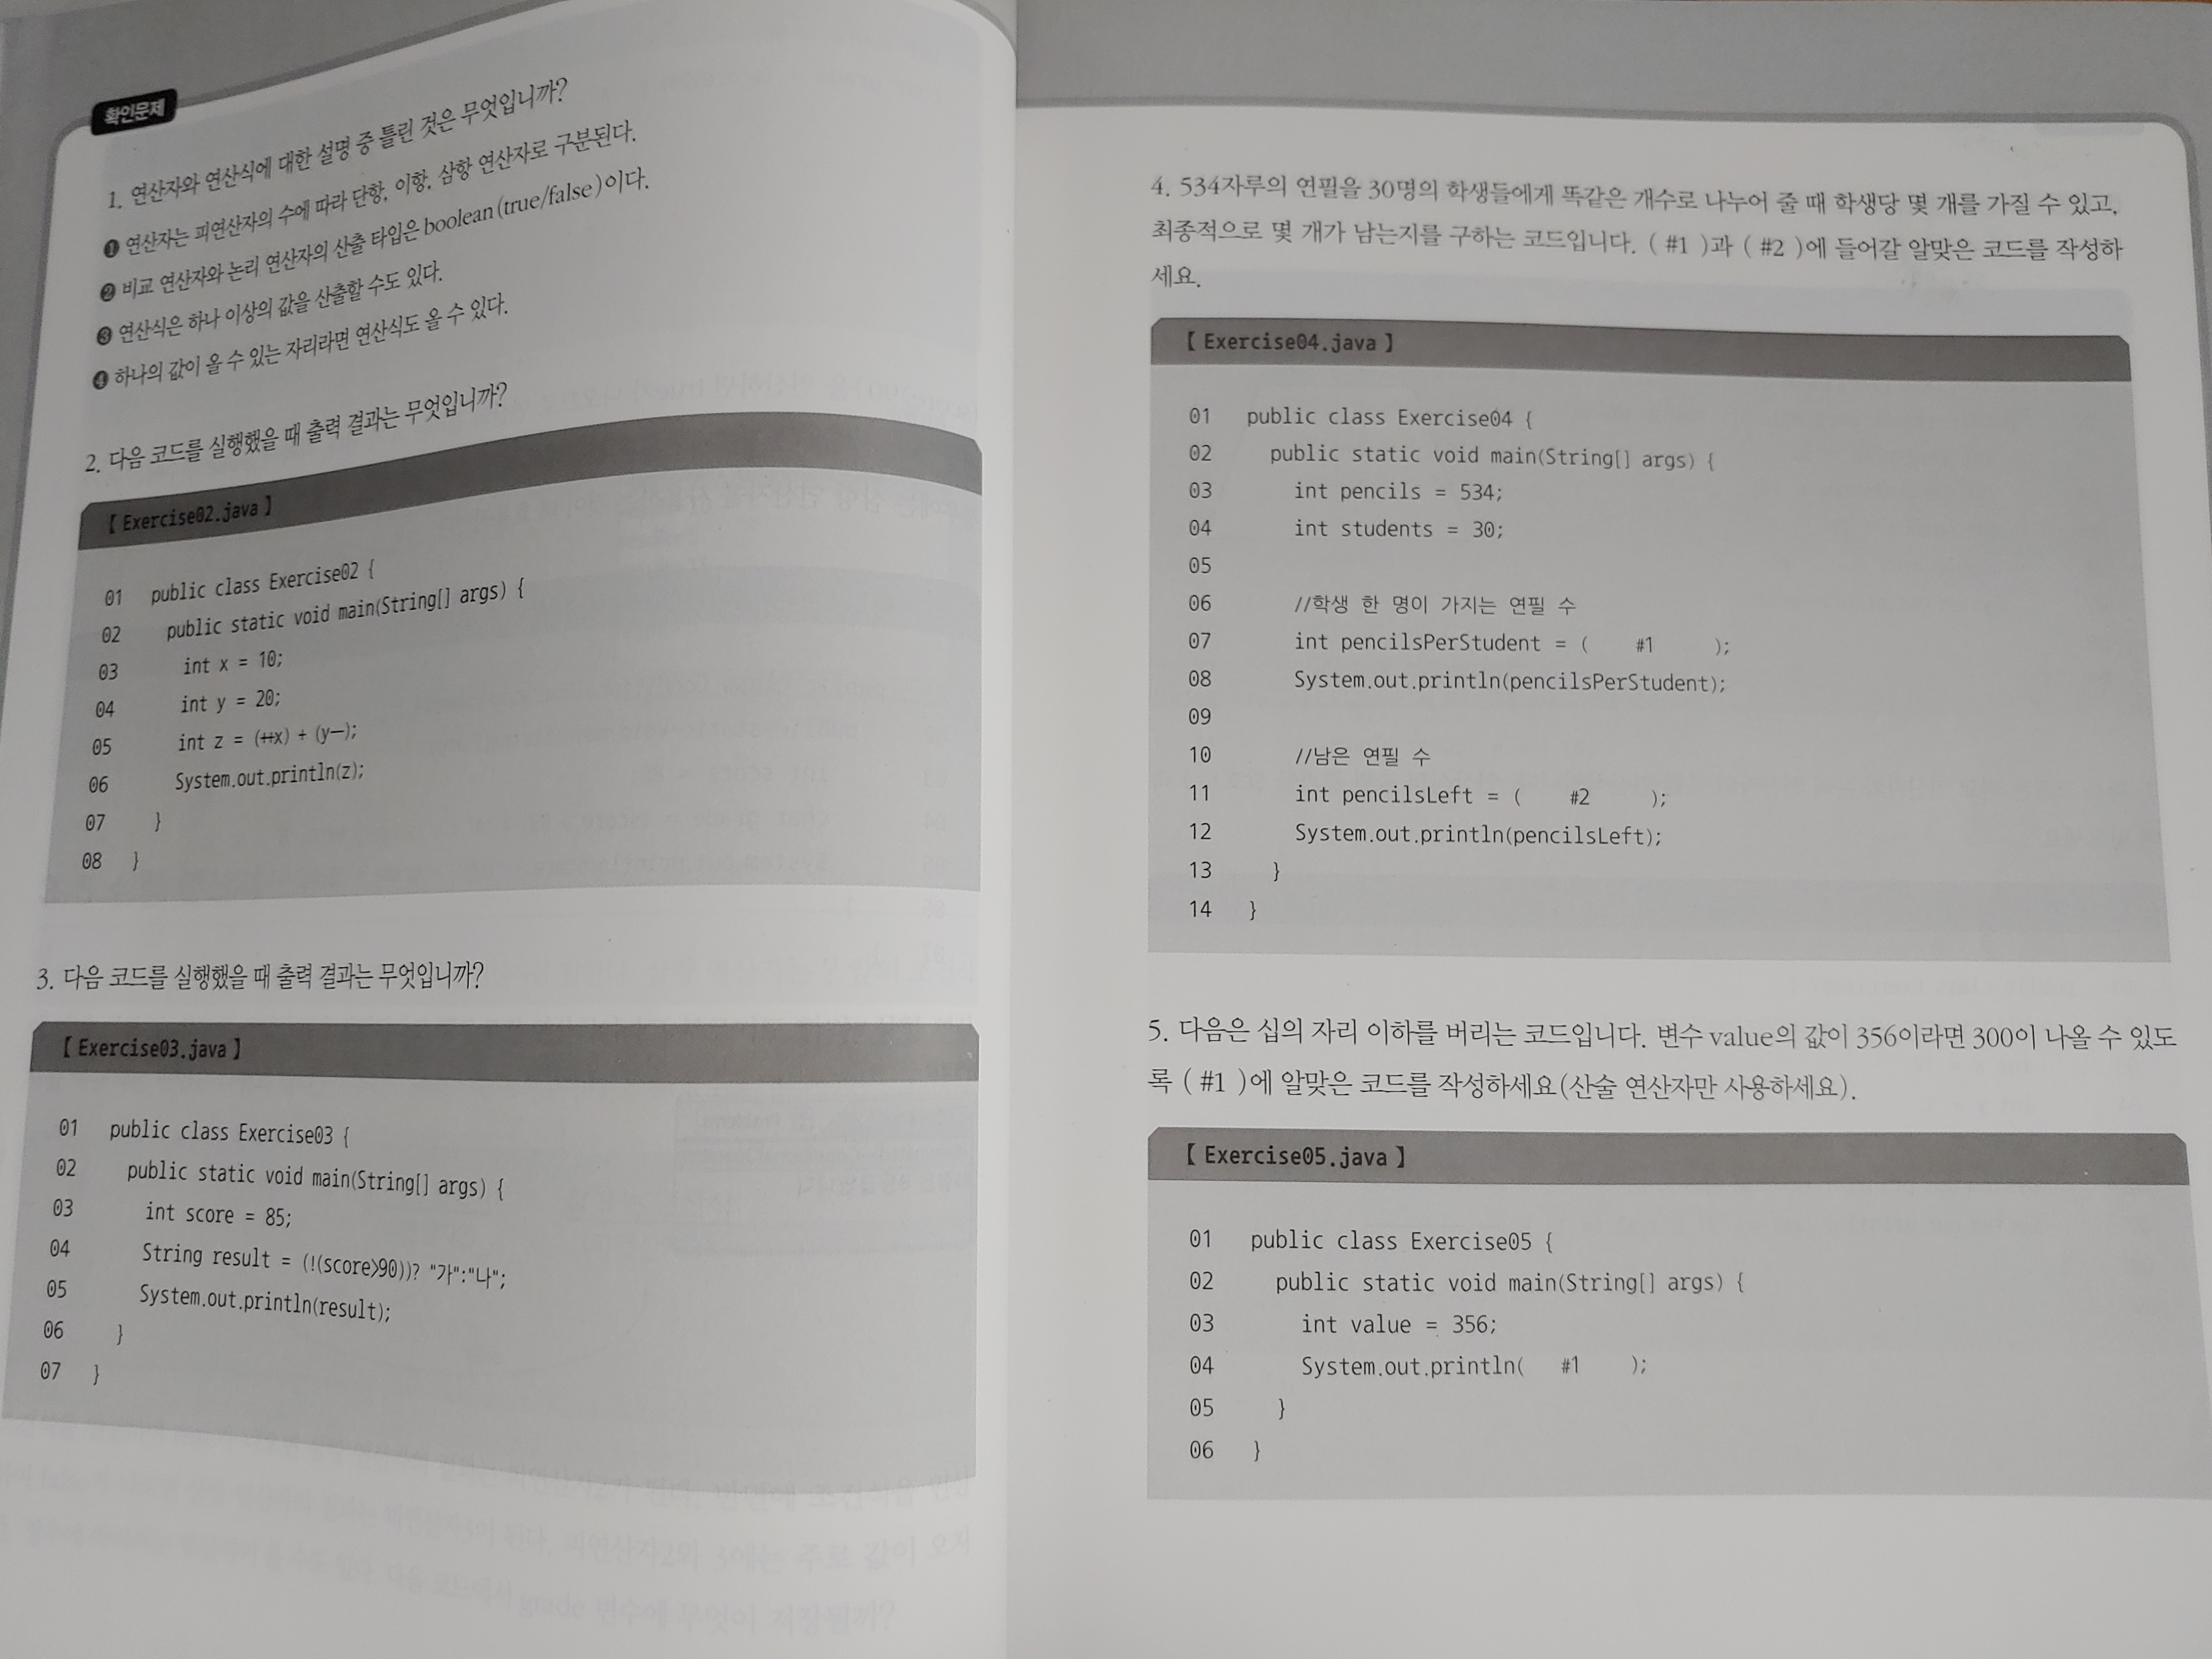 확인문제
1. 연산자와 연산식에 대한 설명 중 틀린 것은 무엇입니까?
❶ 연산자는 피연산자의 수에 따라 단항, 이항, 삼항 연산자로 구분된다.
❷ 비교 연산자와 논리 연산자의 산출 타입은 boolean(true/false)이다.
❸ 연산식은 하나 이상의 값을 산출할 수도 있다.
❹ 하나의 값이 올 수 있는 자리라면 연산식도 올 수 있다.
2. 다음 코드를 실행했을 때 출력 결과는 무엇입니까?
【 Exercise02.java 】
01 public class Exercise02 {
02 public static void main(String[] args) {
03 int x = 10;
04 int y = 20;
05 int z = (++x) + (y--);
06 System.out.println(z);
07 }
08 }
3. 다음 코드를 실행했을 때 출력 결과는 무엇입니까?
【 Exercise03.java 】
01 public class Exercise03 {
02 public static void main(String[] args) {
03 int score = 85;
04 String result = (!(score>90))? "가":"나";
05 System.out.println(result);
06 }
07 }
4. 534자루의 연필을 30명의 학생들에게 똑같은 개수로 나누어 줄 때 학생당 몇 개를 가질 수 있고,
최종적으로 몇 개가 남는지를 구하는 코드입니다. ( #1 )과 ( #2 )에 들어갈 알맞은 코드를 작성하
세요.
【 Exercise04.java 】
01 public class Exercise04 {
02 public static void main(String[] args) {
03 int pencils = 534;
04 int students = 30;
05
06 //학생 한 명이 가지는 연필 수
07 int pencilsPerStudent = ( #1 );
08 System.out.println(pencilsPerStudent);
09
10 //남은 연필 수
11 int pencilsLeft = ( #2 );
12 System.out.println(pencilsLeft);
13 }
14 }
5. 다음은 십의 자리 이하를 버리는 코드입니다. 변수 value의 값이 356이라면 300이 나올 수 있도
록 ( #1 )에 알맞은 코드를 작성하세요(산술 연산자만 사용하세요).
【 Exercise05.java 】
01 public class Exercise05 {
02 public static void main(String[] args) {
03 int value = 356;
04 System.out.println( #1 );
05 }
06 }